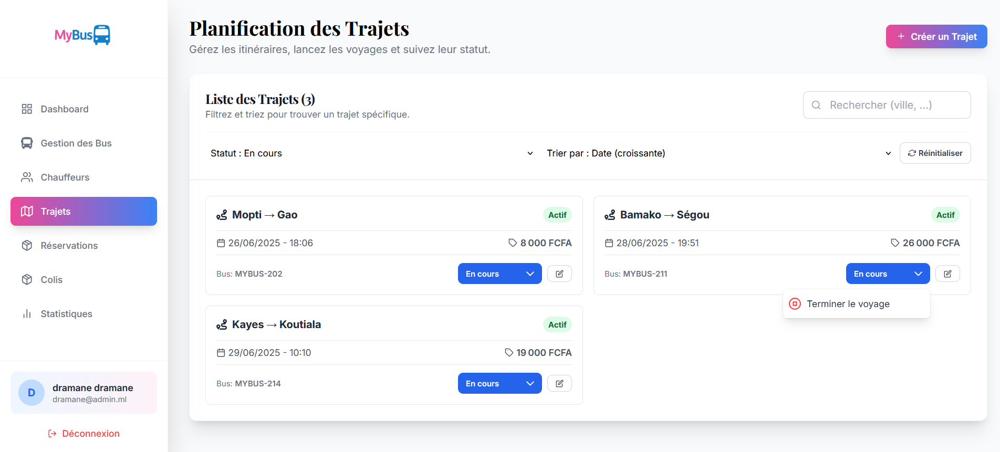 MyBus
Dashboard
Gestion des Bus
Chauffeurs
Trajets
Réservations
Colis
Statistiques
D
dramane dramane
dramane@admin.ml
Déconnexion
Planification des Trajets
Gérez les itinéraires, lancez les voyages et suivez leur statut.
+ Créer un Trajet
Liste des Trajets (3)
Filtrez et triez pour trouver un trajet spécifique.
Rechercher (ville, ...)
Statut : En cours
Trier par : Date (croissante)
Réinitialiser
Mopti → Gao
Actif
26/06/2025 - 18:06
8 000 FCFA
Bus: MYBUS-202
En cours
Bamako → Ségou
Actif
28/06/2025 - 19:51
26 000 FCFA
Bus: MYBUS-211
En cours
Terminer le voyage
Kayes → Koutiala
Actif
29/06/2025 - 10:10
19 000 FCFA
Bus: MYBUS-214
En cours